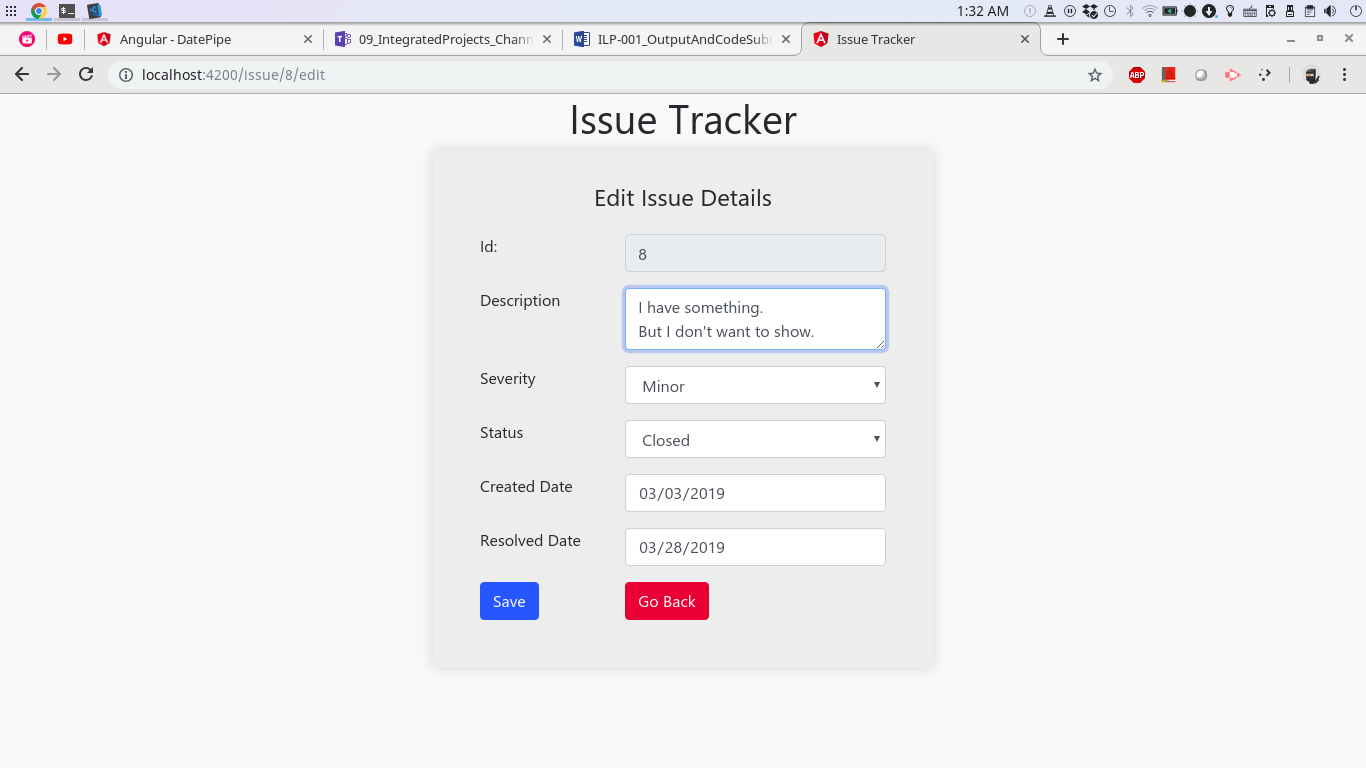 1:32 AM
Angular - DatePipe
09_IntegratedProjects_Chann
ILP-001_OutputAndCodeSub
Issue Tracker
localhost:4200/issue/8/edit
ABP
Issue Tracker
Edit Issue Details
Id:
8
Description
I have something.
But I don't want to show.
Severity
Minor
Status
Closed
Created Date
03/03/2019
Resolved Date
03/28/2019
Save
Go Back